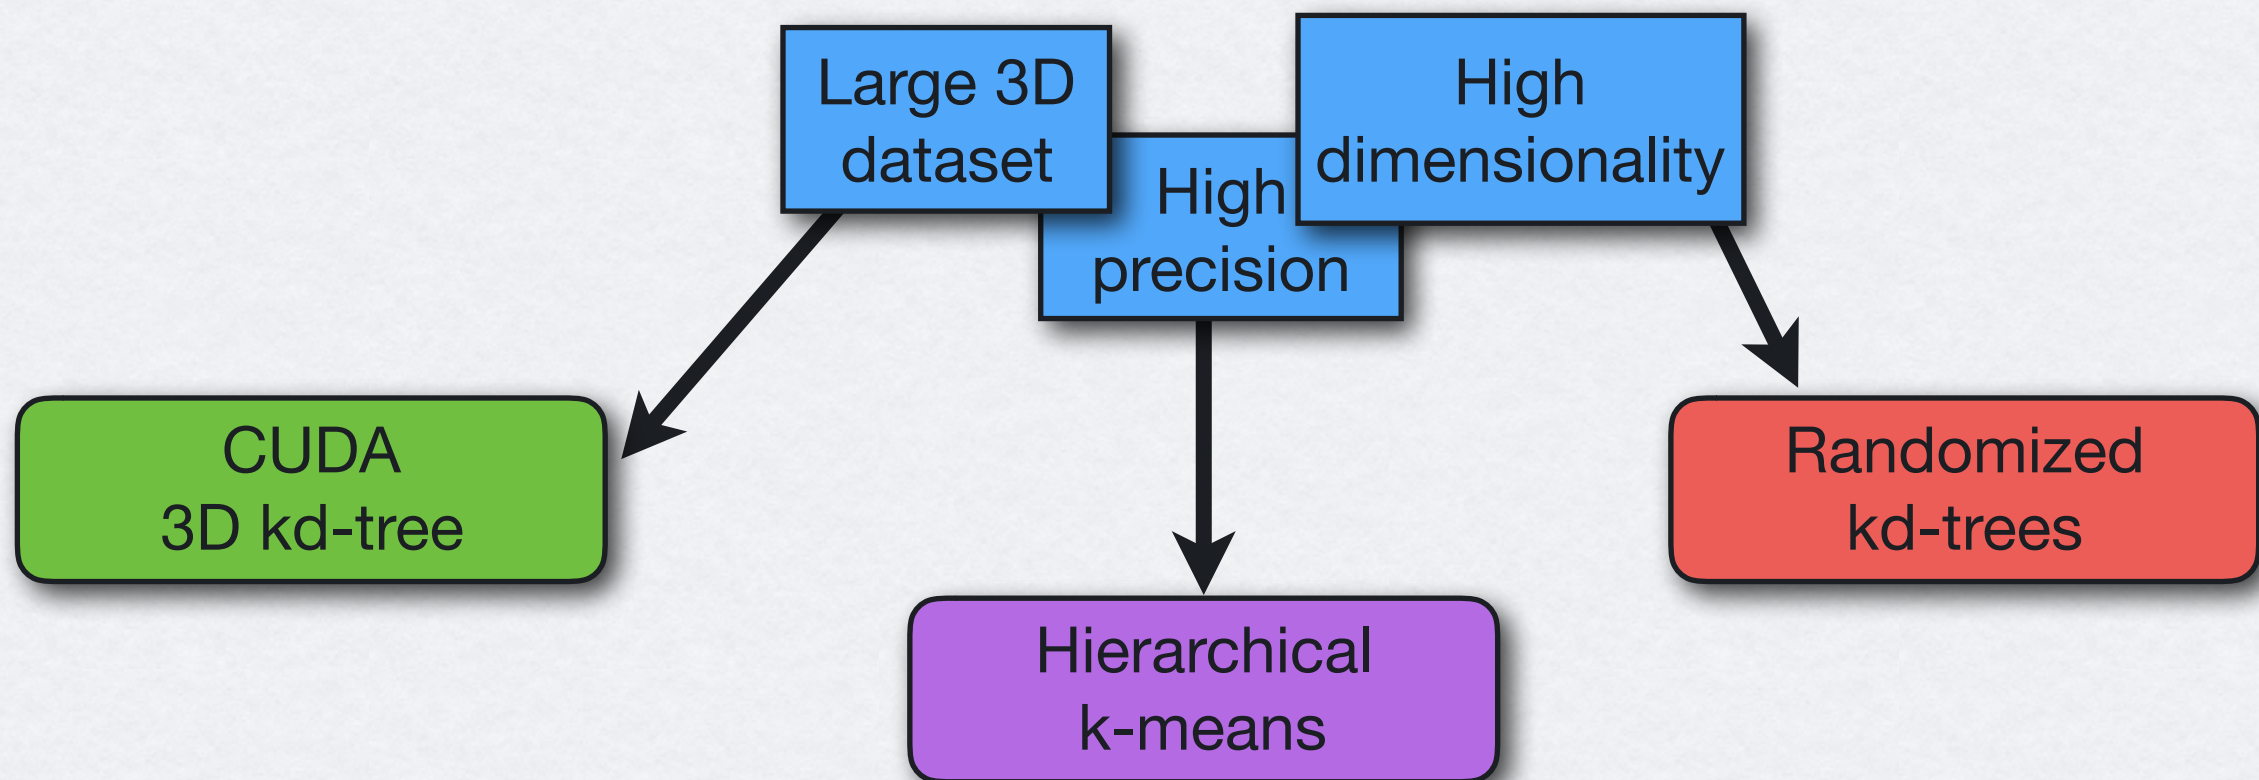 Large 3D
dataset
High
precision
High
dimensionality
CUDA
3D kd-tree
Hierarchical
k-means
Randomized
kd-trees